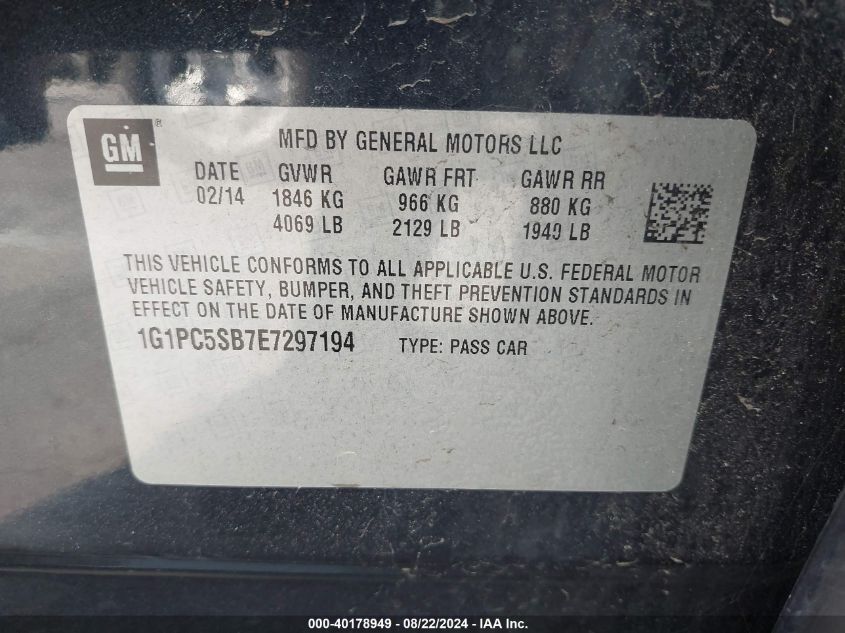 GM
®
MFD BY GENERAL MOTORS LLC
DATE GVWR GAWR FRT GAWR RR
02/14 1846 KG 966 KG 880 KG
4069 LB 2129 LB 1940 LB
THIS VEHICLE CONFORMS TO ALL APPLICABLE U.S. FEDERAL MOTOR
VEHICLE SAFETY, BUMPER, AND THEFT PREVENTION STANDARDS IN
EFFECT ON THE DATE OF MANUFACTURE SHOWN ABOVE.
1G1PC5SB7E7297194 TYPE: PASS CAR
000-40178949 - 08/22/2024 - IAA Inc.